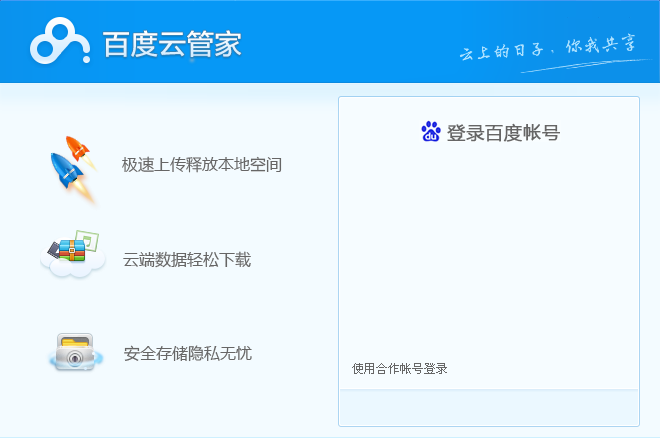 百度云管家
云上的日子，你我共享
极速上传释放本地空间
云端数据轻松下载
安全存储隐私无忧
du 登录百度帐号
使用合作帐号登录